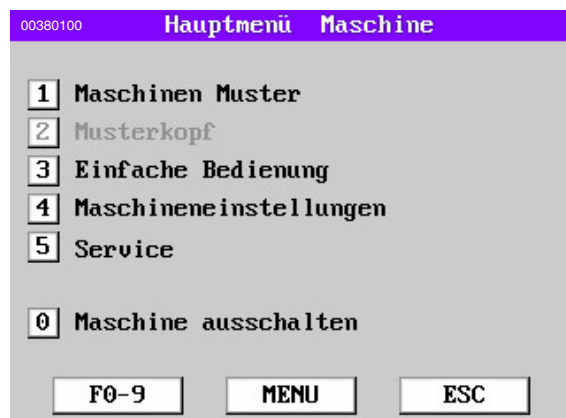 00380100 Hauptmenü Maschine
1 Maschinen Muster
2 Musterkopf
3 Einfache Bedienung
4 Maschineneinstellungen
5 Service
0 Maschine ausschalten
F0-9 MENU ESC